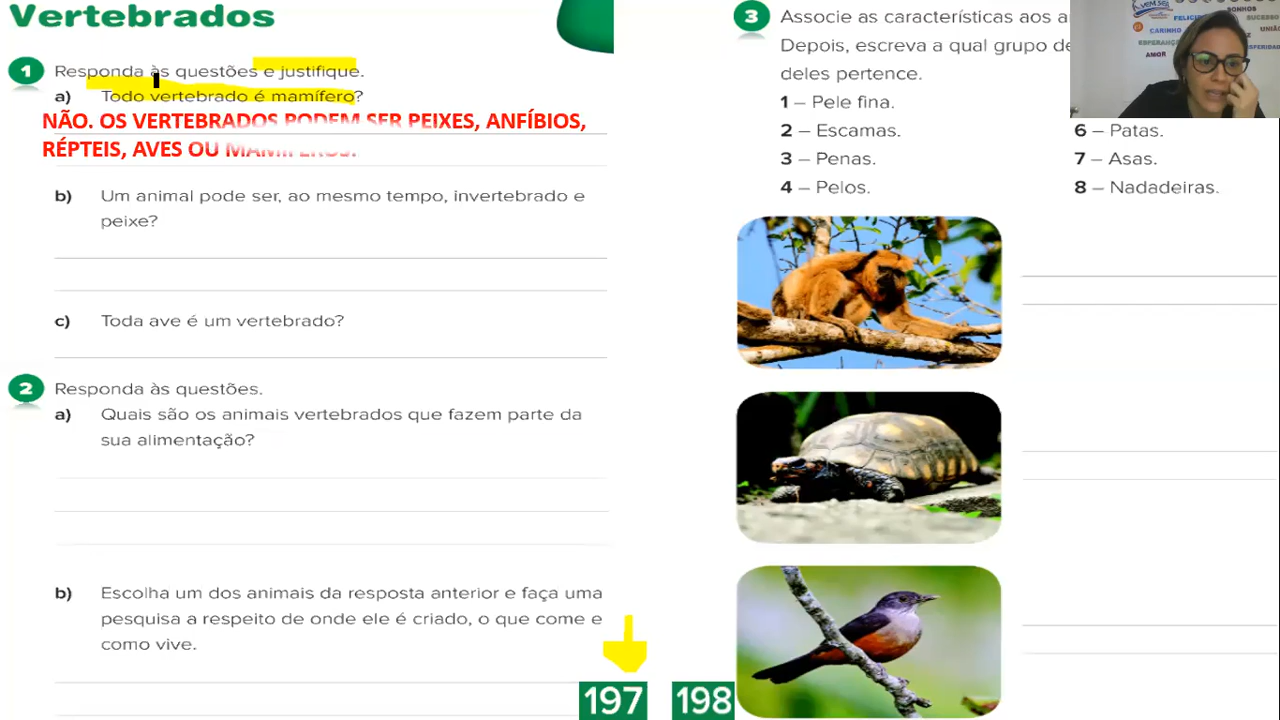 Vertebrados
1 Responda às questões e justifique.
a) Todo vertebrado é mamífero?
NÃO. OS VERTEBRADOS PODEM SER PEIXES, ANFÍBIOS,
RÉPTEIS, AVES OU MAMÍFEROS.
b) Um animal pode ser, ao mesmo tempo, invertebrado e
peixe?
c) Toda ave é um vertebrado?
2 Responda às questões.
a) Quais são os animais vertebrados que fazem parte da
sua alimentação?
b) Escolha um dos animais da resposta anterior e faça uma
pesquisa a respeito de onde ele é criado, o que come e
como vive.
197
198
3 Associe as características aos a
Depois, escreva a qual grupo de
deles pertence.
1 – Pele fina.
2 – Escamas.
3 – Penas.
4 – Pelos.
6 – Patas.
7 – Asas.
8 – Nadadeiras.
SONHOS
SUCESSO
CARINHO
AMOR